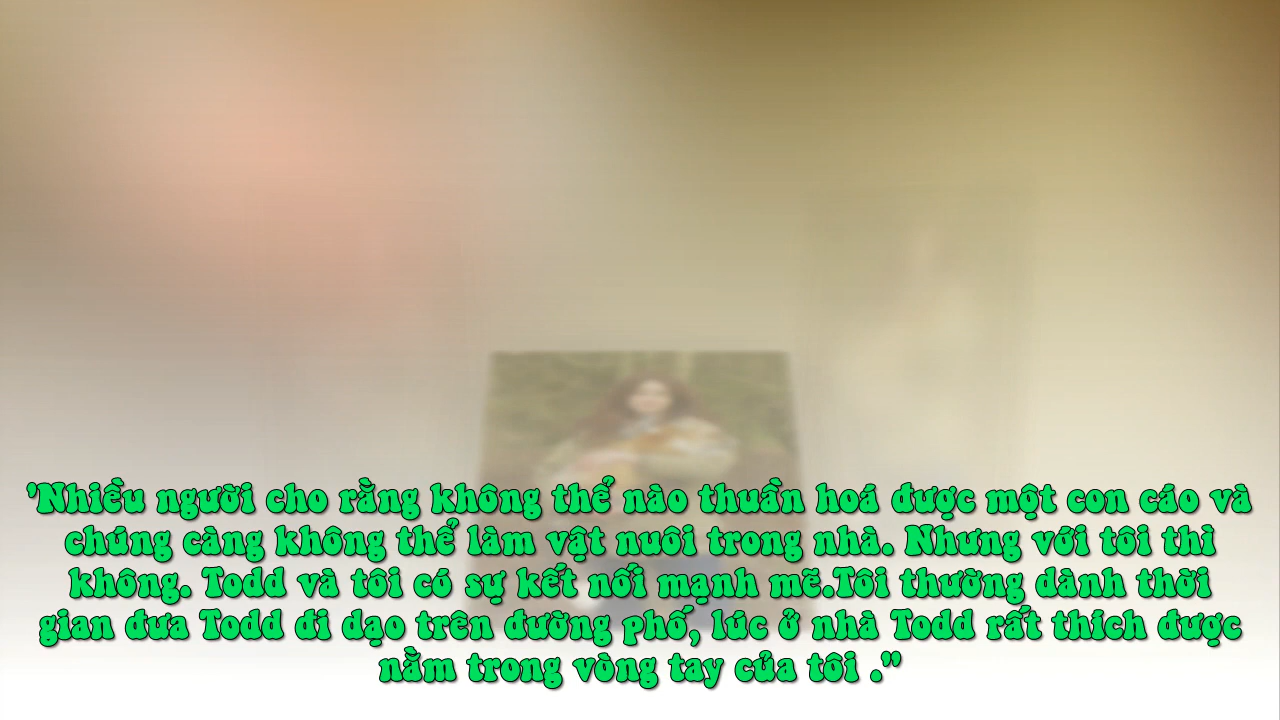 'Nhiều người cho rằng không thể nào thuần hoá được một con cáo và
chúng càng không thể làm vật nuôi trong nhà. Nhưng với tôi thì
không. Todd và tôi có sự kết nối mạnh mẽ.Tôi thường dành thời
gian đưa Todd đi dạo trên đường phố, lúc ở nhà Todd rất thích được
nằm trong vòng tay của tôi ."